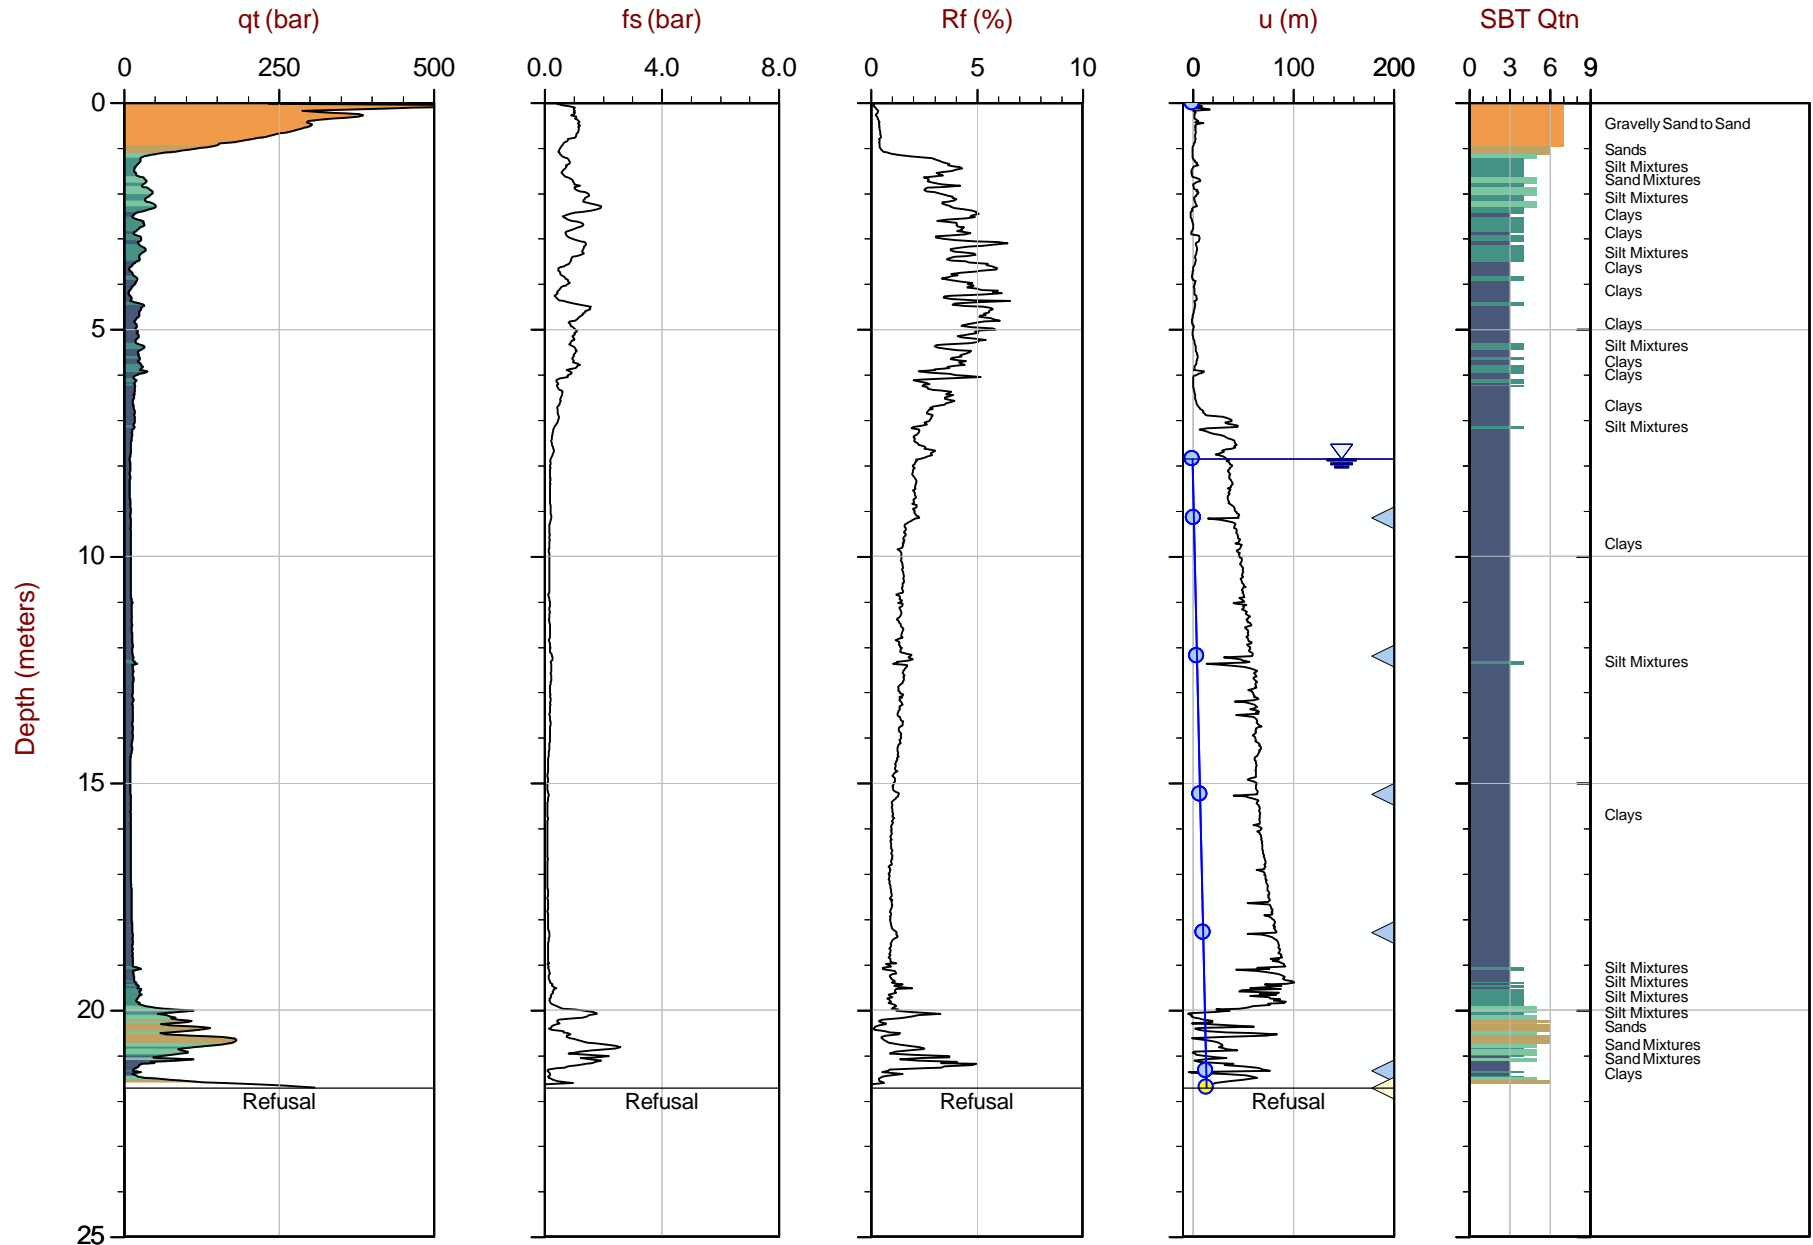 qt (bar) fs (bar) Rf (%) u (m) SBT Qtn
0 250 500 0.0 4.0 8.0 0 5 10 0 100 200 0 3 6 9
0
5
10
15
20
25
Depth (meters)
Gravelly Sand to Sand
Sands
Silt Mixtures
Sand Mixtures
Silt Mixtures
Clays
Clays
Silt Mixtures
Clays
Clays
Clays
Silt Mixtures
Clays
Clays
Clays
Silt Mixtures
Clays
Silt Mixtures
Clays
Silt Mixtures
Silt Mixtures
Silt Mixtures
Silt Mixtures
Sands
Sand Mixtures
Sand Mixtures
Clays
Refusal Refusal Refusal Refusal